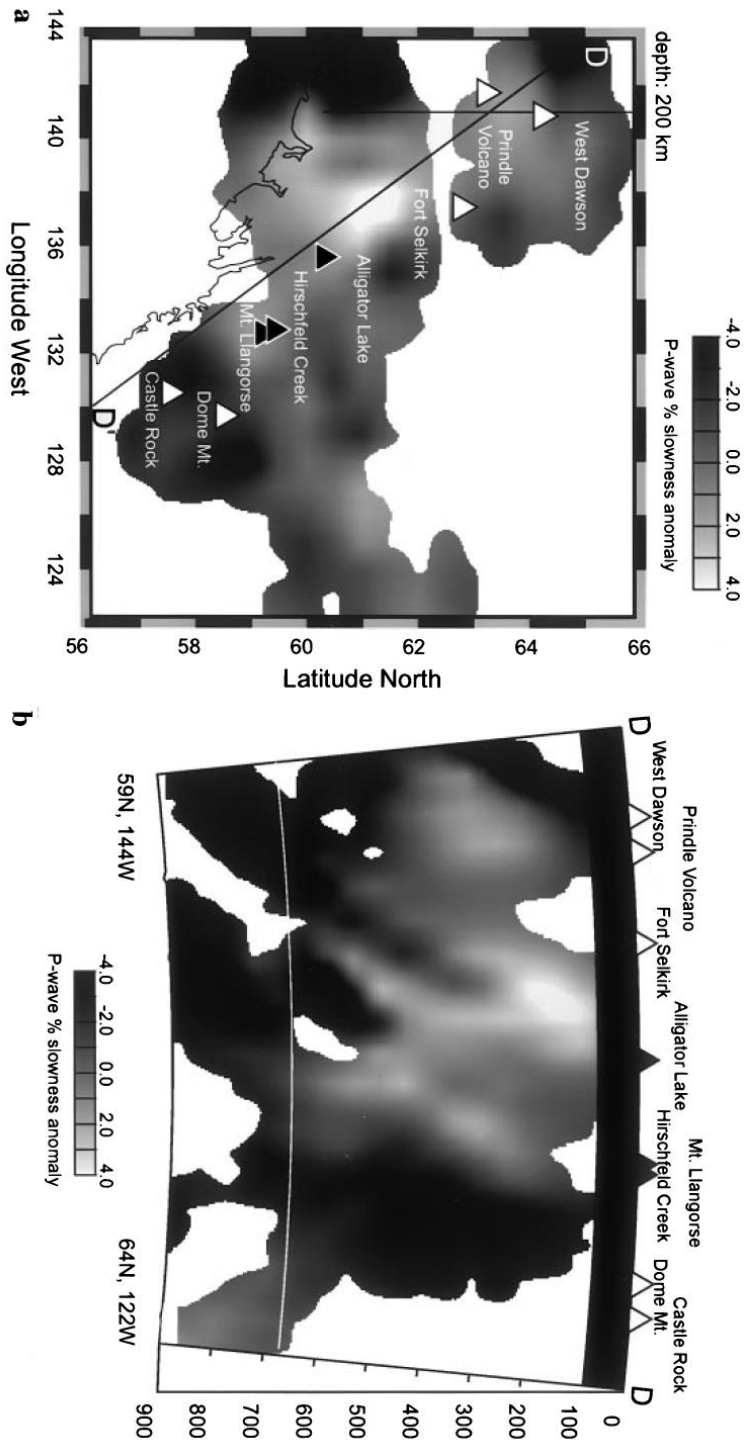 a
depth: 200 km
D
West Dawson
Prindle
Volcano
Fort Selkirk
Alligator Lake
Hirschfeld Creek
Mt. Llangorse
Dome Mt.
Castle Rock
D'
144
140
136
132
128
124
Longitude West
56
58
60
62
64
66
Latitude North
-4.0
-2.0
0.0
2.0
4.0
P-wave % slowness anomaly
b
D
West Dawson
Prindle Volcano
Fort Selkirk
Alligator Lake
Hirschfeld Creek
Mt. Llangorse
Dome Mt.
Castle Rock
D'
0
100
200
300
400
500
600
700
800
900
59N, 144W
64N, 122W
-4.0
-2.0
0.0
2.0
4.0
P-wave % slowness anomaly